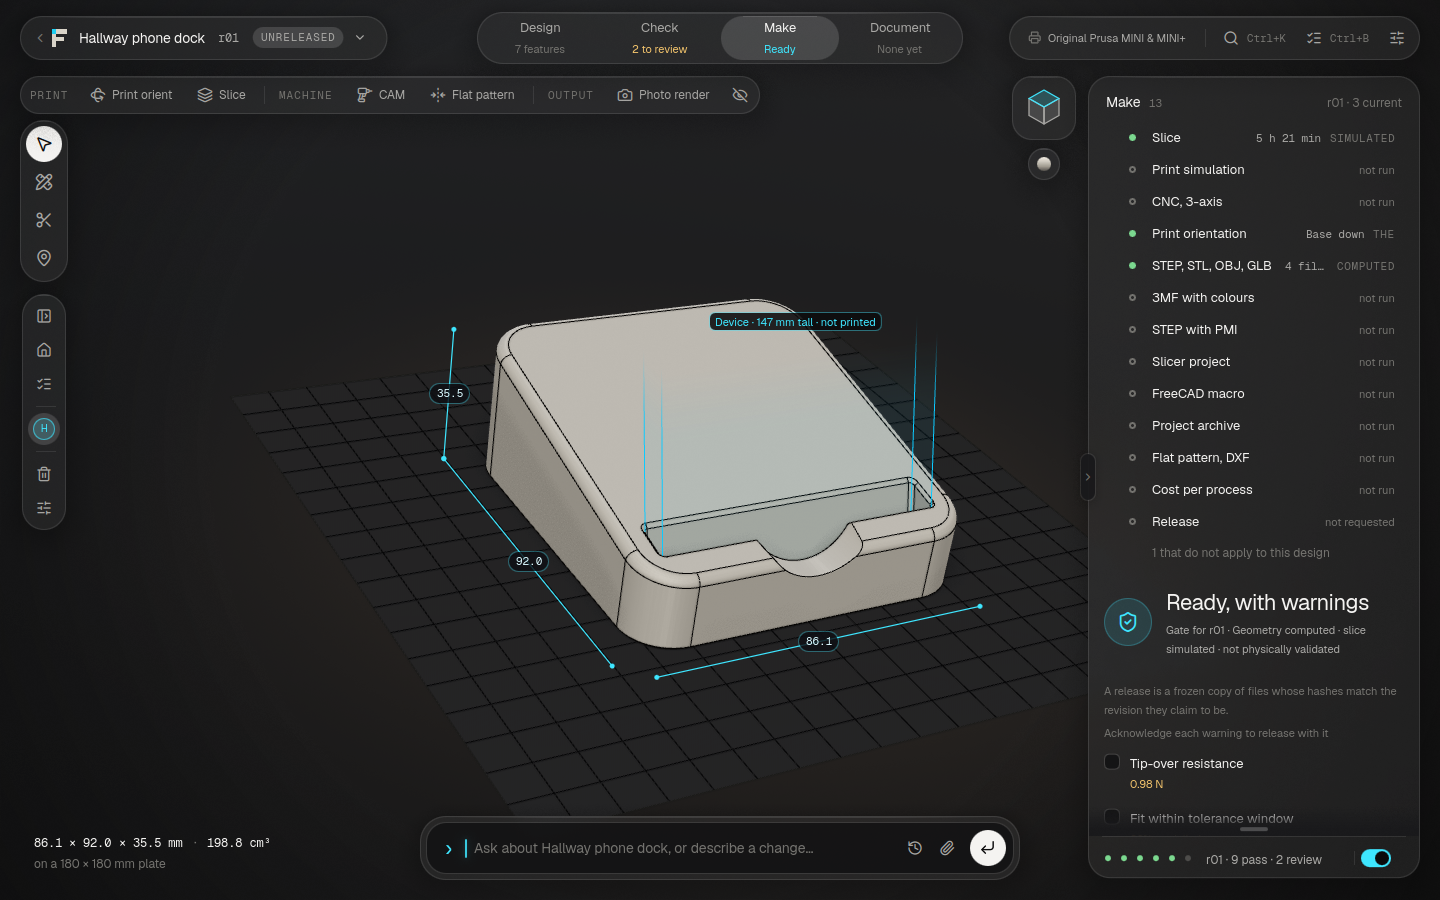 Hallway phone dock r01 UNRELEASED
Design
7 features
Check
2 to review
Make
Ready
Document
None yet
Original Prusa MINI & MINI+
Ctrl+K
Ctrl+B
PRINT Print orient Slice MACHINE CAM Flat pattern OUTPUT Photo render
Make 13 r01 · 3 current
Slice 5 h 21 min SIMULATED
Print simulation not run
CNC, 3-axis not run
Print orientation Base down THE
STEP, STL, OBJ, GLB 4 fil… COMPUTED
3MF with colours not run
STEP with PMI not run
Slicer project not run
FreeCAD macro not run
Project archive not run
Flat pattern, DXF not run
Cost per process not run
Release not requested
1 that do not apply to this design
Ready, with warnings
Gate for r01 · Geometry computed · slice
simulated · not physically validated
A release is a frozen copy of files whose hashes match the
revision they claim to be.
Acknowledge each warning to release with it
Tip-over resistance
0.98 N
Fit within tolerance window
r01 · 9 pass · 2 review
Device · 147 mm tall · not printed
35.5
92.0
86.1
H
86.1 × 92.0 × 35.5 mm · 198.8 cm³
on a 180 × 180 mm plate
Ask about Hallway phone dock, or describe a change…